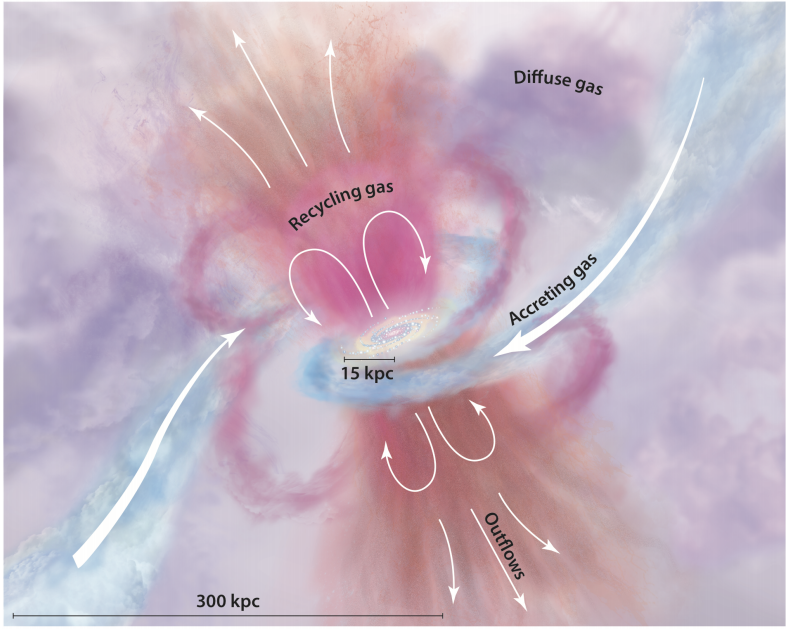 Diffuse gas
Recycling gas
Accreting gas
15 kpc
Outflows
300 kpc